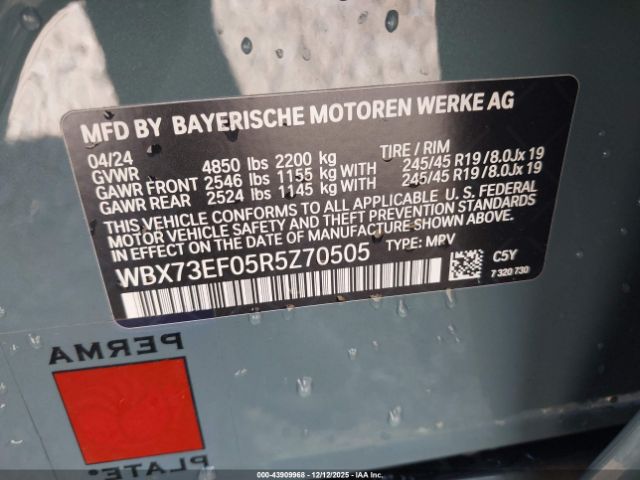 MFD BY BAYERISCHE MOTOREN WERKE AG
04/24 TIRE / RIM
GVWR 4850 lbs 2200 kg
GAWR FRONT 2546 lbs 1155 kg WITH 245/45 R19/8.0Jx19
GAWR REAR 2524 lbs 1145 kg WITH 245/45 R19/8.0Jx19
THIS VEHICLE CONFORMS TO ALL APPLICABLE U. S. FEDERAL
MOTOR VEHICLE SAFETY AND THEFT PREVENTION STANDARDS
IN EFFECT ON THE DATE OF MANUFACTURE SHOWN ABOVE.
WBX73EF05R5Z70505 TYPE: MPV
C5Y
7 320 730
PERMA
PLATE®
000-43909968 - 12/12/2025 - IAA Inc.